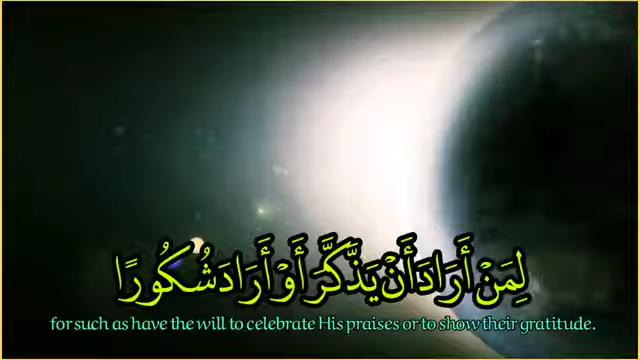 لِمَنْ أَرَادَ أَنْ يَذَّكَّرَ أَوْ أَرَادَ شُكُورًا
for such as have the will to celebrate His praises or to show their gratitude.